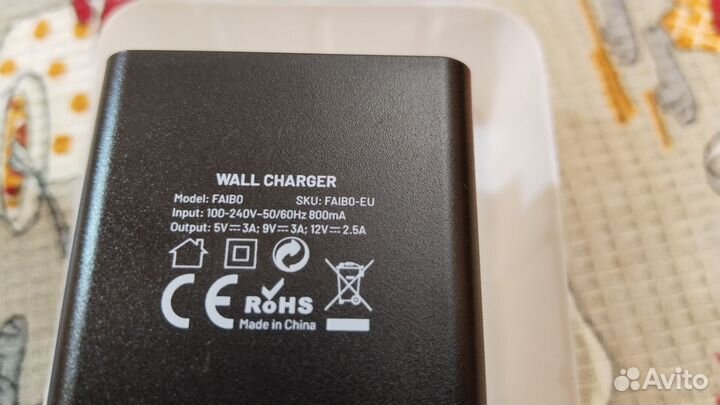 WALL CHARGER
Model: FAIB0 SKU: FAIB0-EU
Input: 100-240V~50/60Hz 800mA
Output: 5V⎓3A; 9V⎓3A; 12V⎓2.5A
CE RoHS
Made in China
Avito